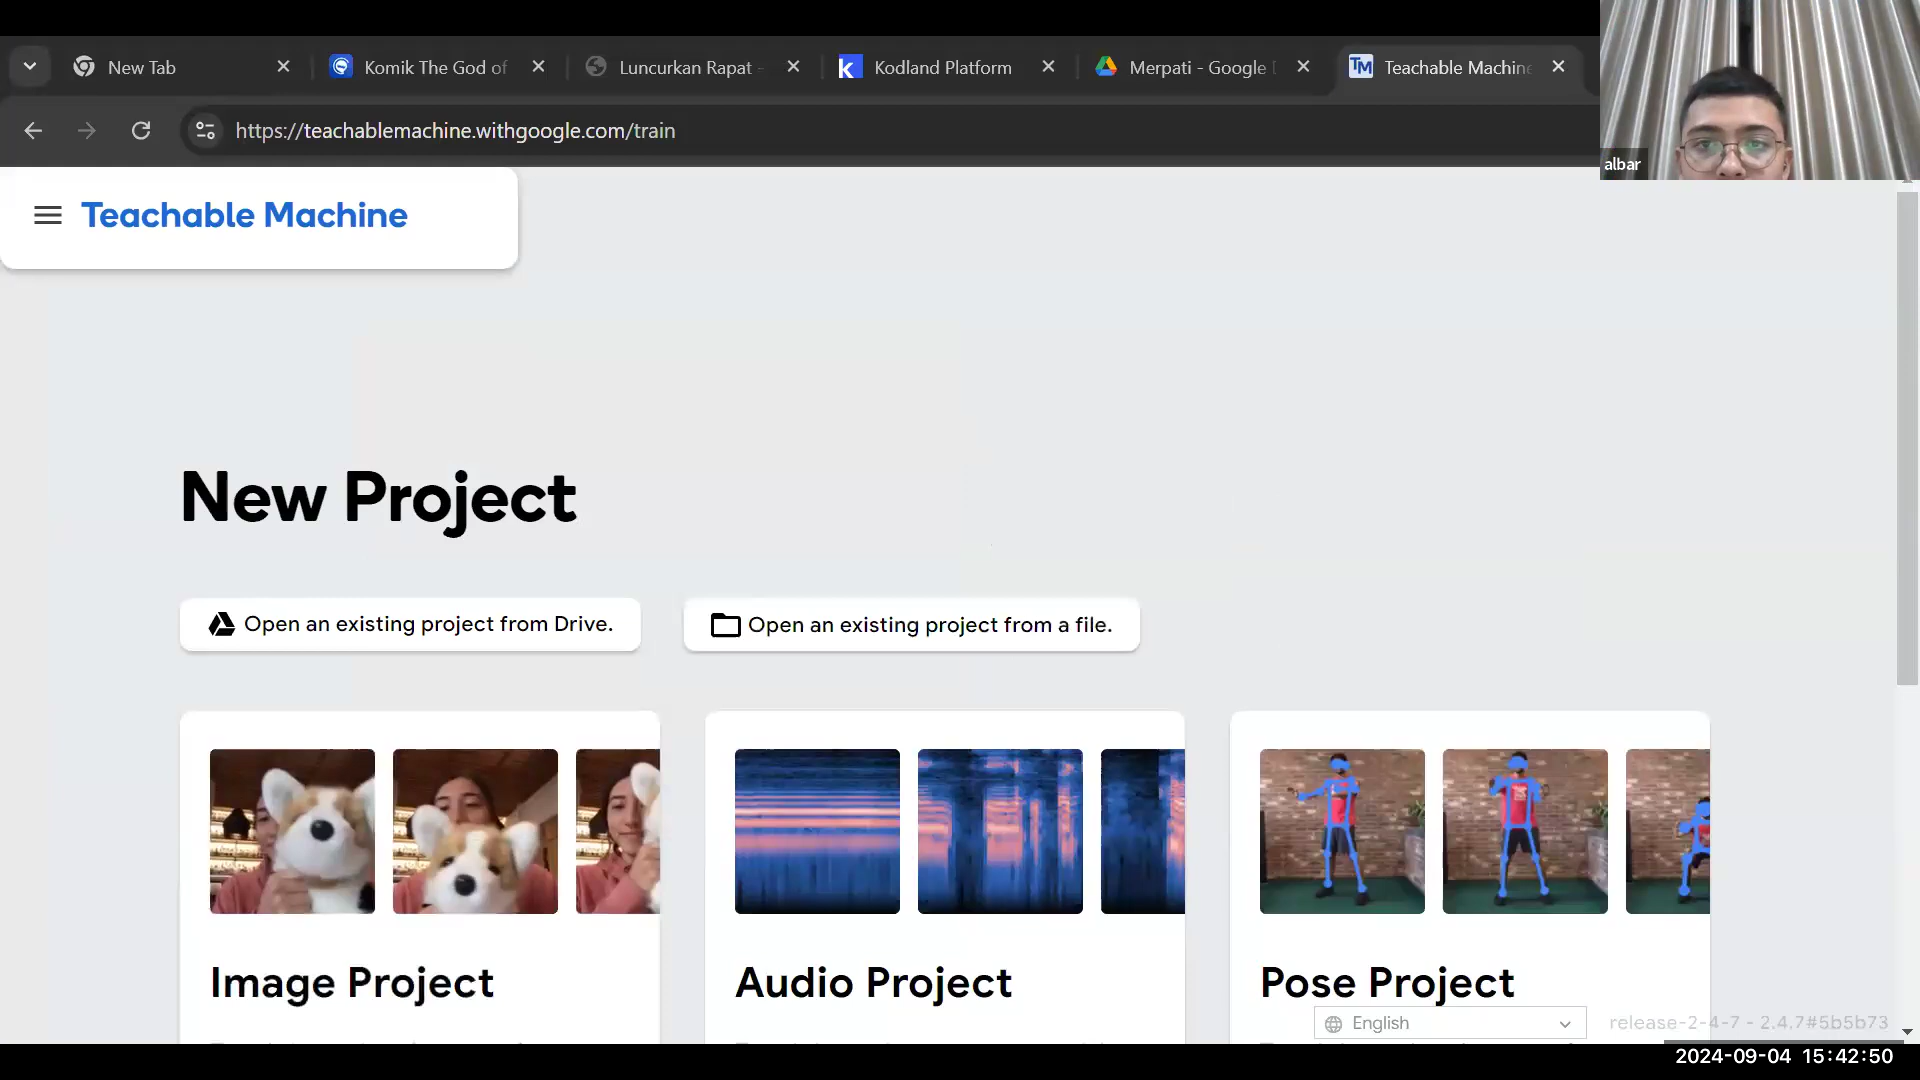 New Tab
Komik The God of
Luncurkan Rapat -
Kodland Platform
Merpati - Google
Teachable Machine
https://teachablemachine.withgoogle.com/train
albar
Teachable Machine
New Project
Open an existing project from Drive.
Open an existing project from a file.
Image Project
Audio Project
Pose Project
English
release-2-4-7 - 2.4.7#5b5b73
2024-09-04 15:42:50